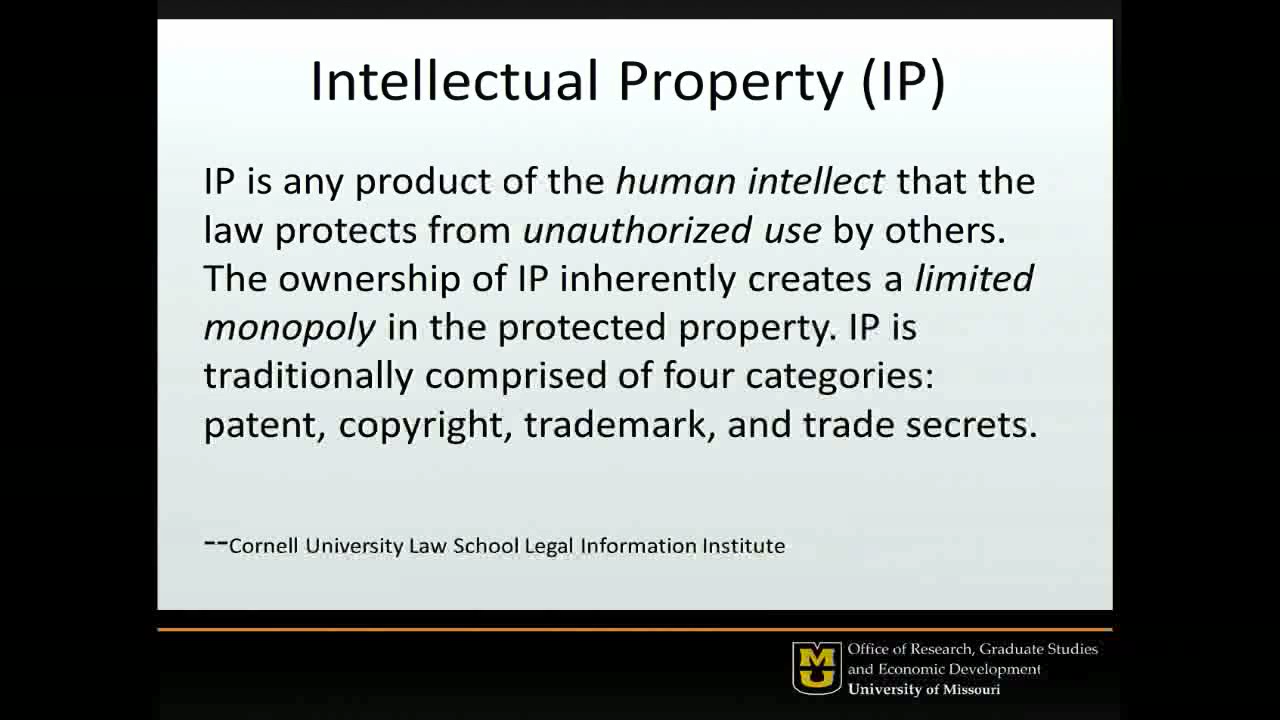 Intellectual Property (IP)
IP is any product of the human intellect that the
law protects from unauthorized use by others.
The ownership of IP inherently creates a limited
monopoly in the protected property. IP is
traditionally comprised of four categories:
patent, copyright, trademark, and trade secrets.
--Cornell University Law School Legal Information Institute
MU
Office of Research, Graduate Studies
and Economic Development
University of Missouri